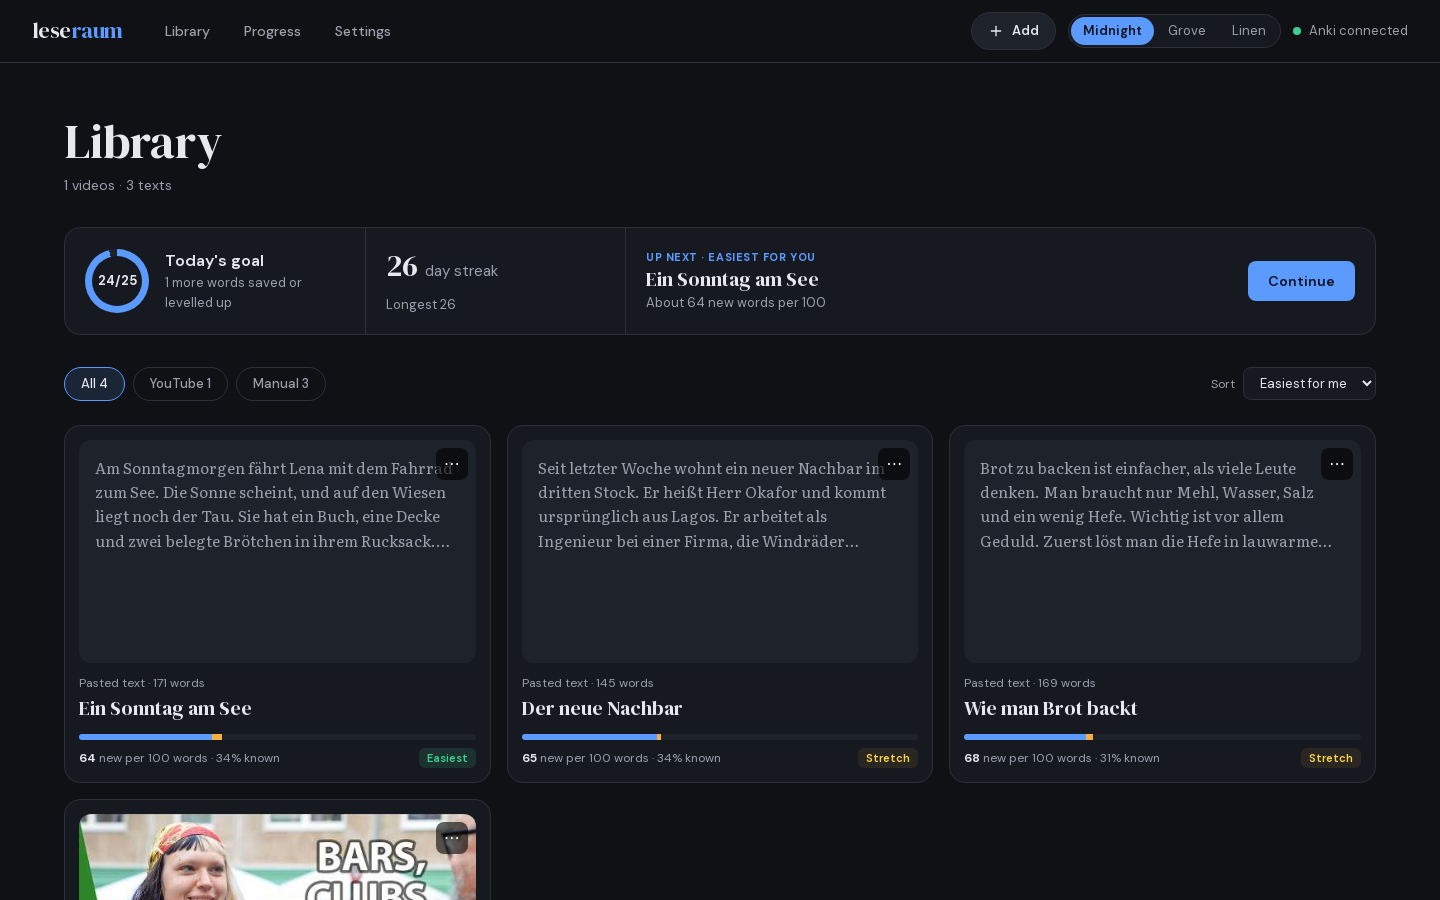 leseraum
Library
Progress
Settings
+ Add
Midnight
Grove
Linen
Anki connected
Library
1 videos · 3 texts
24/25
Today's goal
1 more words saved or
levelled up
26 day streak
Longest 26
UP NEXT · EASIEST FOR YOU
Ein Sonntag am See
About 64 new words per 100
Continue
All 4
YouTube 1
Manual 3
Sort
Easiest for me
Am Sonntagmorgen fährt Lena mit dem Fahrrad
zum See. Die Sonne scheint, und auf den Wiesen
liegt noch der Tau. Sie hat ein Buch, eine Decke
und zwei belegte Brötchen in ihrem Rucksack.…
Pasted text · 171 words
Ein Sonntag am See
64 new per 100 words · 34% known
Easiest
Seit letzter Woche wohnt ein neuer Nachbar im
dritten Stock. Er heißt Herr Okafor und kommt
ursprünglich aus Lagos. Er arbeitet als
Ingenieur bei einer Firma, die Windräder…
Pasted text · 145 words
Der neue Nachbar
65 new per 100 words · 34% known
Stretch
Brot zu backen ist einfacher, als viele Leute
denken. Man braucht nur Mehl, Wasser, Salz
und ein wenig Hefe. Wichtig ist vor allem
Geduld. Zuerst löst man die Hefe in lauwarme…
Pasted text · 169 words
Wie man Brot backt
68 new per 100 words · 31% known
Stretch
BARS,
CLUBS